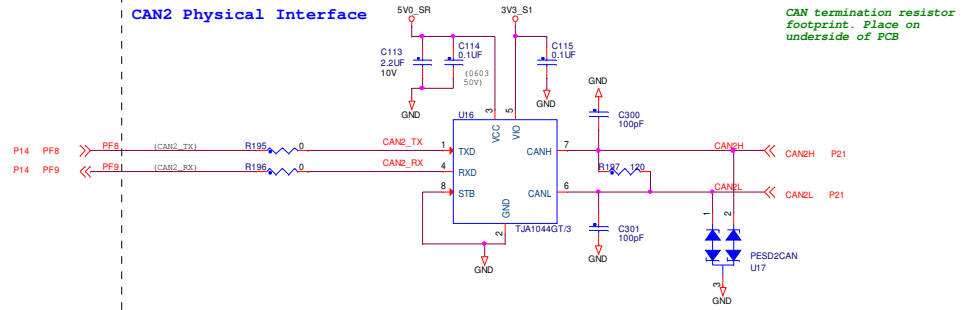 CAN2 Physical Interface
5V0_SR
3V3_S1
CAN termination resistor
footprint. Place on
underside of PCB
C113
2.2UF
10V
C114
0.1UF
(0603
50V)
C115
0.1UF
GND
GND
GND
C300
100pF
U16
3
VCC
5
VIO
P14 PF8
PF8
(CAN2_TX)
R195
0
CAN2_TX
1
TXD
CANH
7
CAN2H
CAN2H P21
P14 PF9
PF9
(CAN2_RX)
R196
0
CAN2_RX
4
RXD
R197
120
8
STB
CANL
6
CAN2L
CAN2L P21
GND
2
TJA1044GT/3
C301
100pF
1
2
GND
GND
PESD2CAN
U17
3
GND